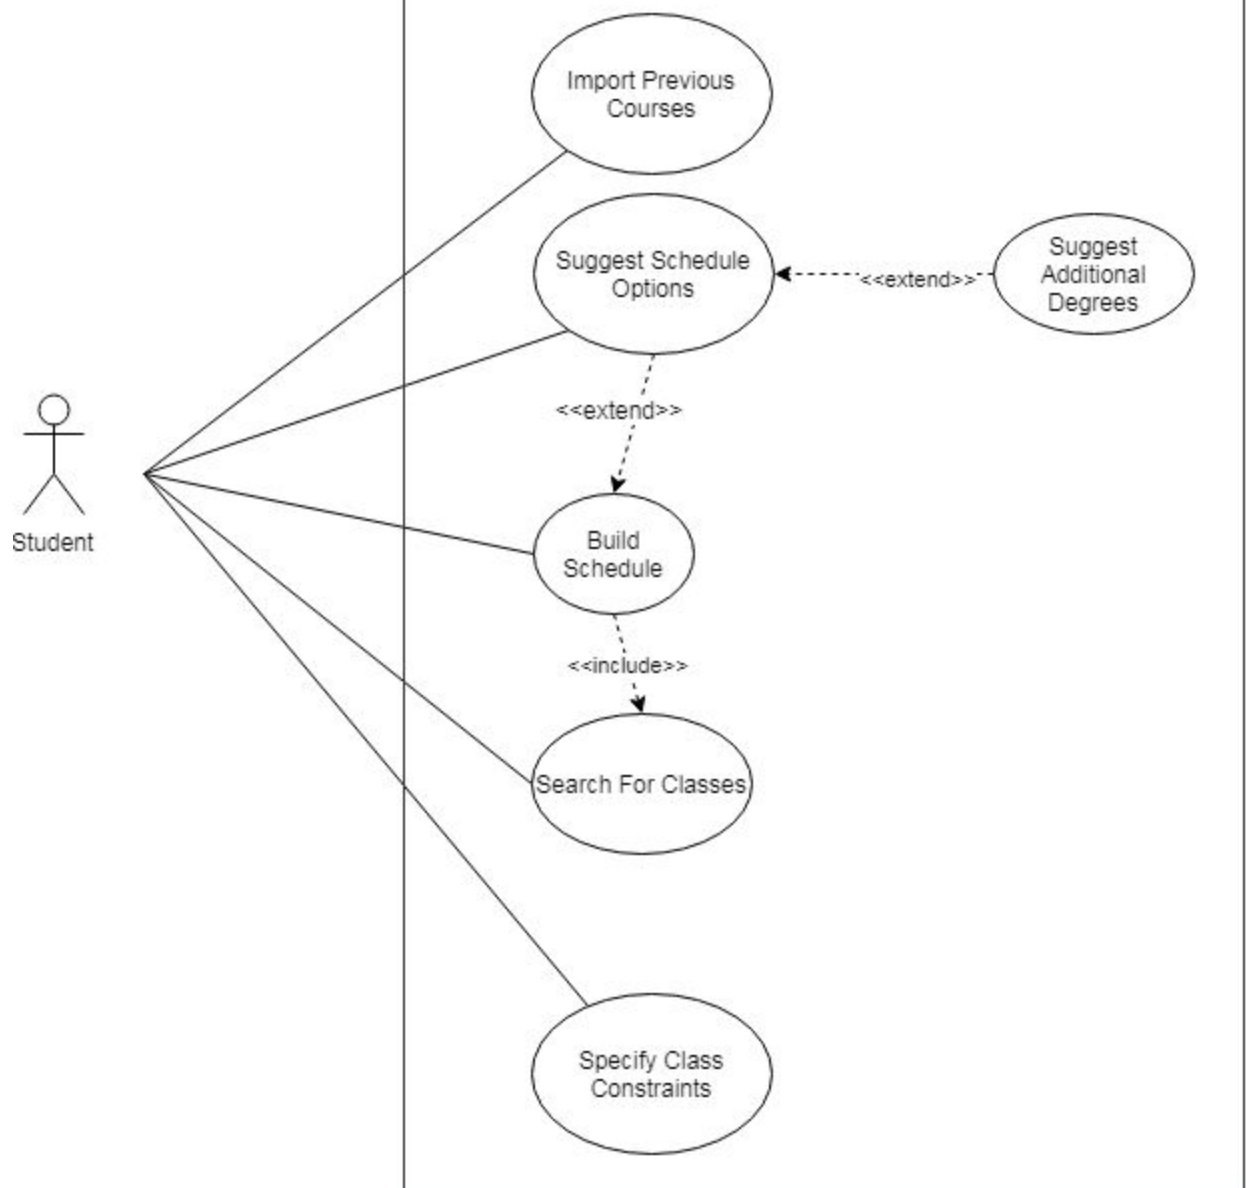 Import Previous
Courses
Suggest Schedule
Options
<<extend>>
Suggest
Additional
Degrees
<<extend>>
Student
Build
Schedule
<<include>>
Search For Classes
Specify Class
Constraints